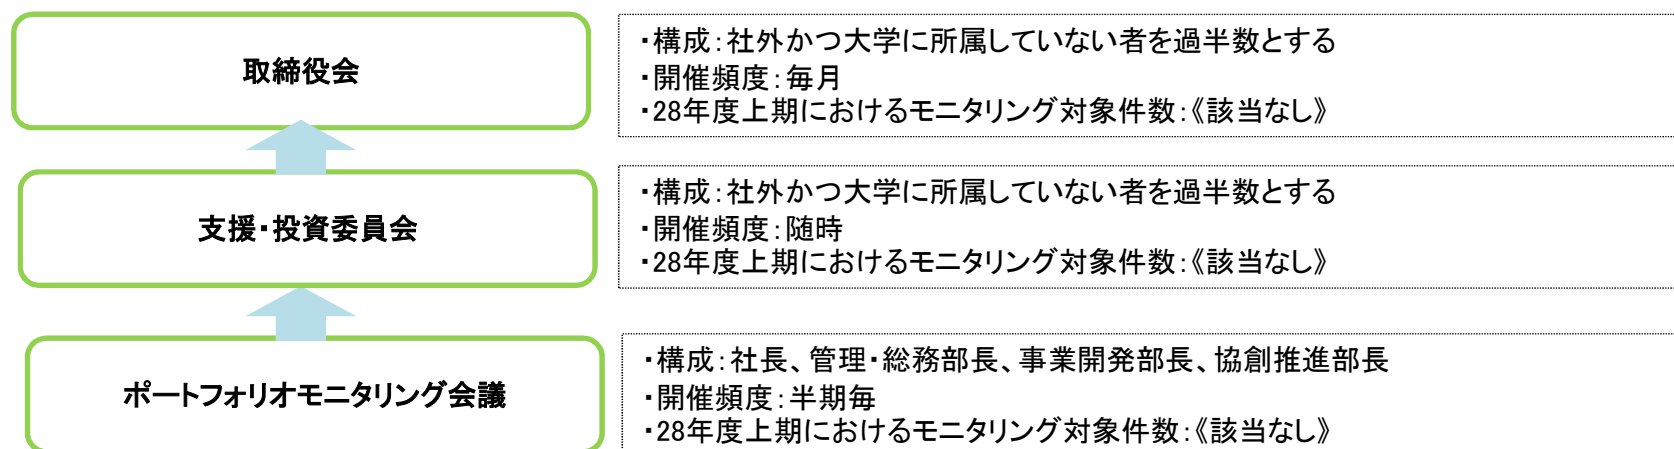 取締役会
・構成:社外かつ大学に所属していない者を過半数とする
・開催頻度:毎月
・28年度上期におけるモニタリング対象件数:《該当なし》
支援・投資委員会
・構成:社外かつ大学に所属していない者を過半数とする
・開催頻度:随時
・28年度上期におけるモニタリング対象件数:《該当なし》
ポートフォリオモニタリング会議
・構成:社長、管理・総務部長、事業開発部長、協創推進部長
・開催頻度:半期毎
・28年度上期におけるモニタリング対象件数:《該当なし》